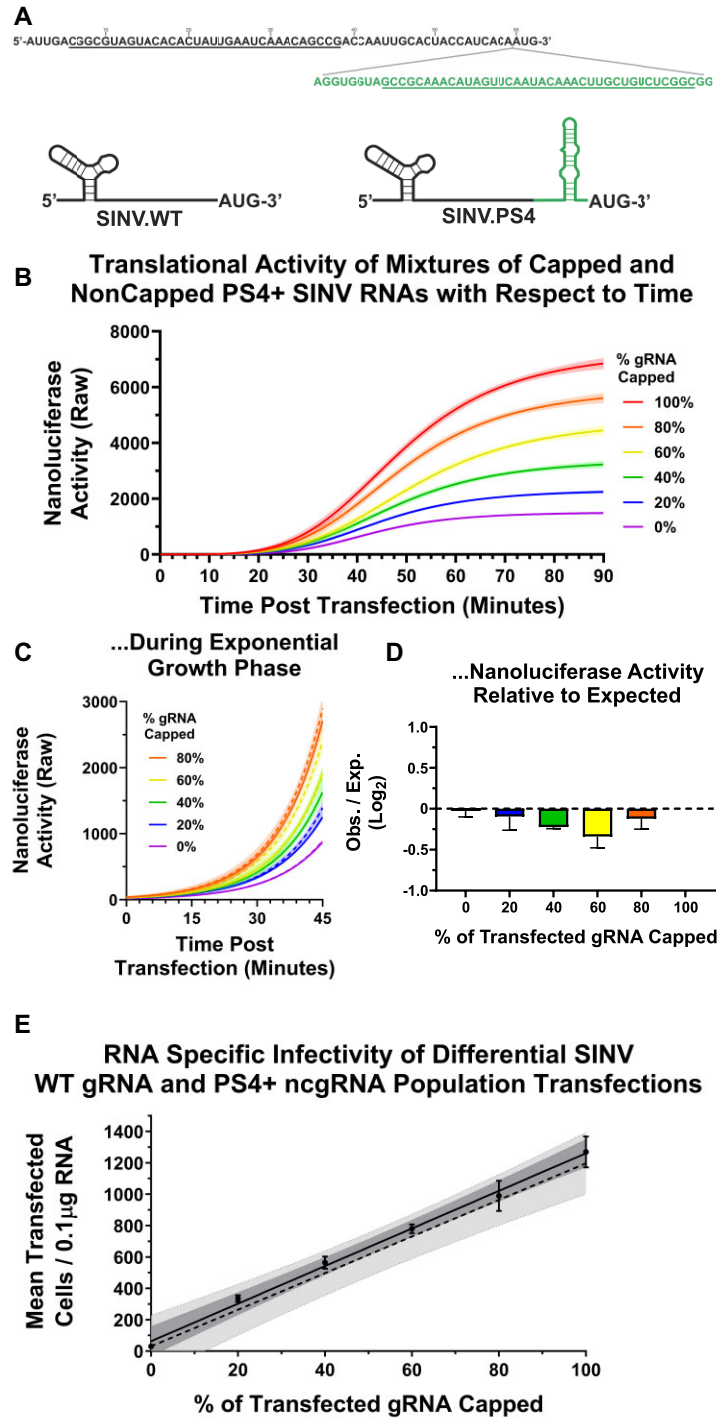 A
5'-AUUGACGGCGUAGUACACACUAUUGAAUCAAACAGCCGACCAAUUGCACUACCAUCACAAUG-3'
AGGUGGUAGCCGCAAACAUAGUUCAAUACAAACUUGCUGUCUCGGCGG
5'
AUG-3'
SINV.WT
5'
AUG-3'
SINV.PS4
B
Translational Activity of Mixtures of Capped and
NonCapped PS4+ SINV RNAs with Respect to Time
Nanoluciferase
Activity (Raw)
8000
6000
4000
2000
0
0 10 20 30 40 50 60 70 80 90
Time Post Transfection (Minutes)
% gRNA
Capped
100%
80%
60%
40%
20%
0%
C
...During Exponential
Growth Phase
Nanoluciferase
Activity (Raw)
3000
2000
1000
0
% gRNA
Capped
80%
60%
40%
20%
0%
0 15 30 45
Time Post
Transfection (Minutes)
D
...Nanoluciferase Activity
Relative to Expected
Obs. / Exp.
(Log2)
1.0
0.5
0
-0.5
-1.0
0 20 40 60 80 100
% of Transfected gRNA Capped
E
RNA Specific Infectivity of Differential SINV
WT gRNA and PS4+ ncgRNA Population Transfections
Mean Transfected
Cells / 0.1µg RNA
1400
1200
1000
800
600
400
200
0
0 20 40 60 80 100
% of Transfected gRNA Capped